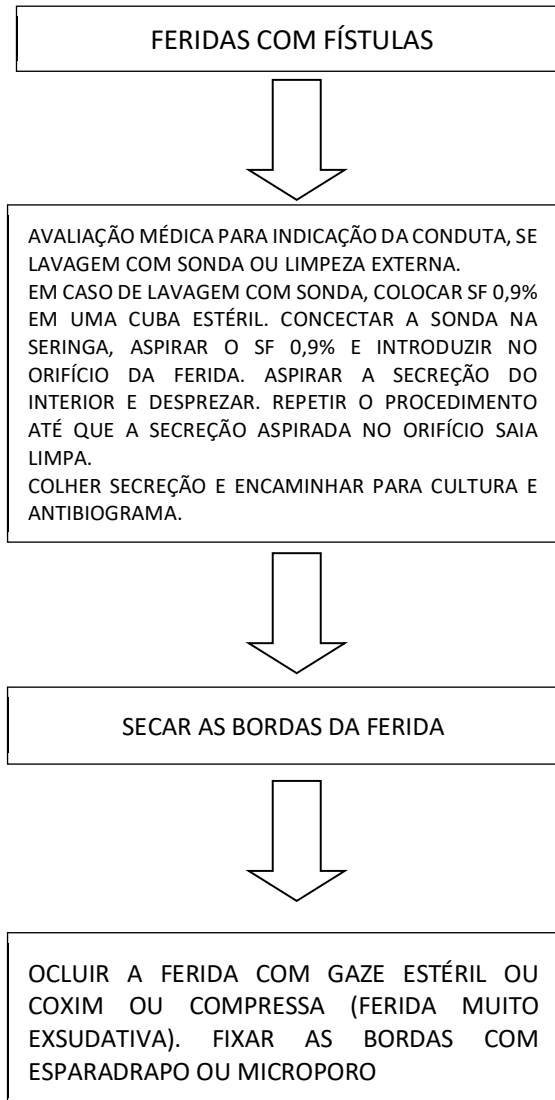 FERIDAS COM FÍSTULAS
AVALIAÇÃO MÉDICA PARA INDICAÇÃO DA CONDUTA, SE
LAVAGEM COM SONDA OU LIMPEZA EXTERNA.
EM CASO DE LAVAGEM COM SONDA, COLOCAR SF 0,9%
EM UMA CUBA ESTÉRIL. CONCECTAR A SONDA NA
SERINGA, ASPIRAR O SF 0,9% E INTRODUZIR NO
ORIFÍCIO DA FERIDA. ASPIRAR A SECREÇÃO DO
INTERIOR E DESPREZAR. REPETIR O PROCEDIMENTO
ATÉ QUE A SECREÇÃO ASPIRADA NO ORIFÍCIO SAIA
LIMPA.
COLHER SECREÇÃO E ENCAMINHAR PARA CULTURA E
ANTIBIOGRAMA.
SECAR AS BORDAS DA FERIDA
OCLUIR A FERIDA COM GAZE ESTÉRIL OU
COXIM OU COMPRESSA (FERIDA MUITO
EXSUDATIVA). FIXAR AS BORDAS COM
ESPARADRAPO OU MICROPORO